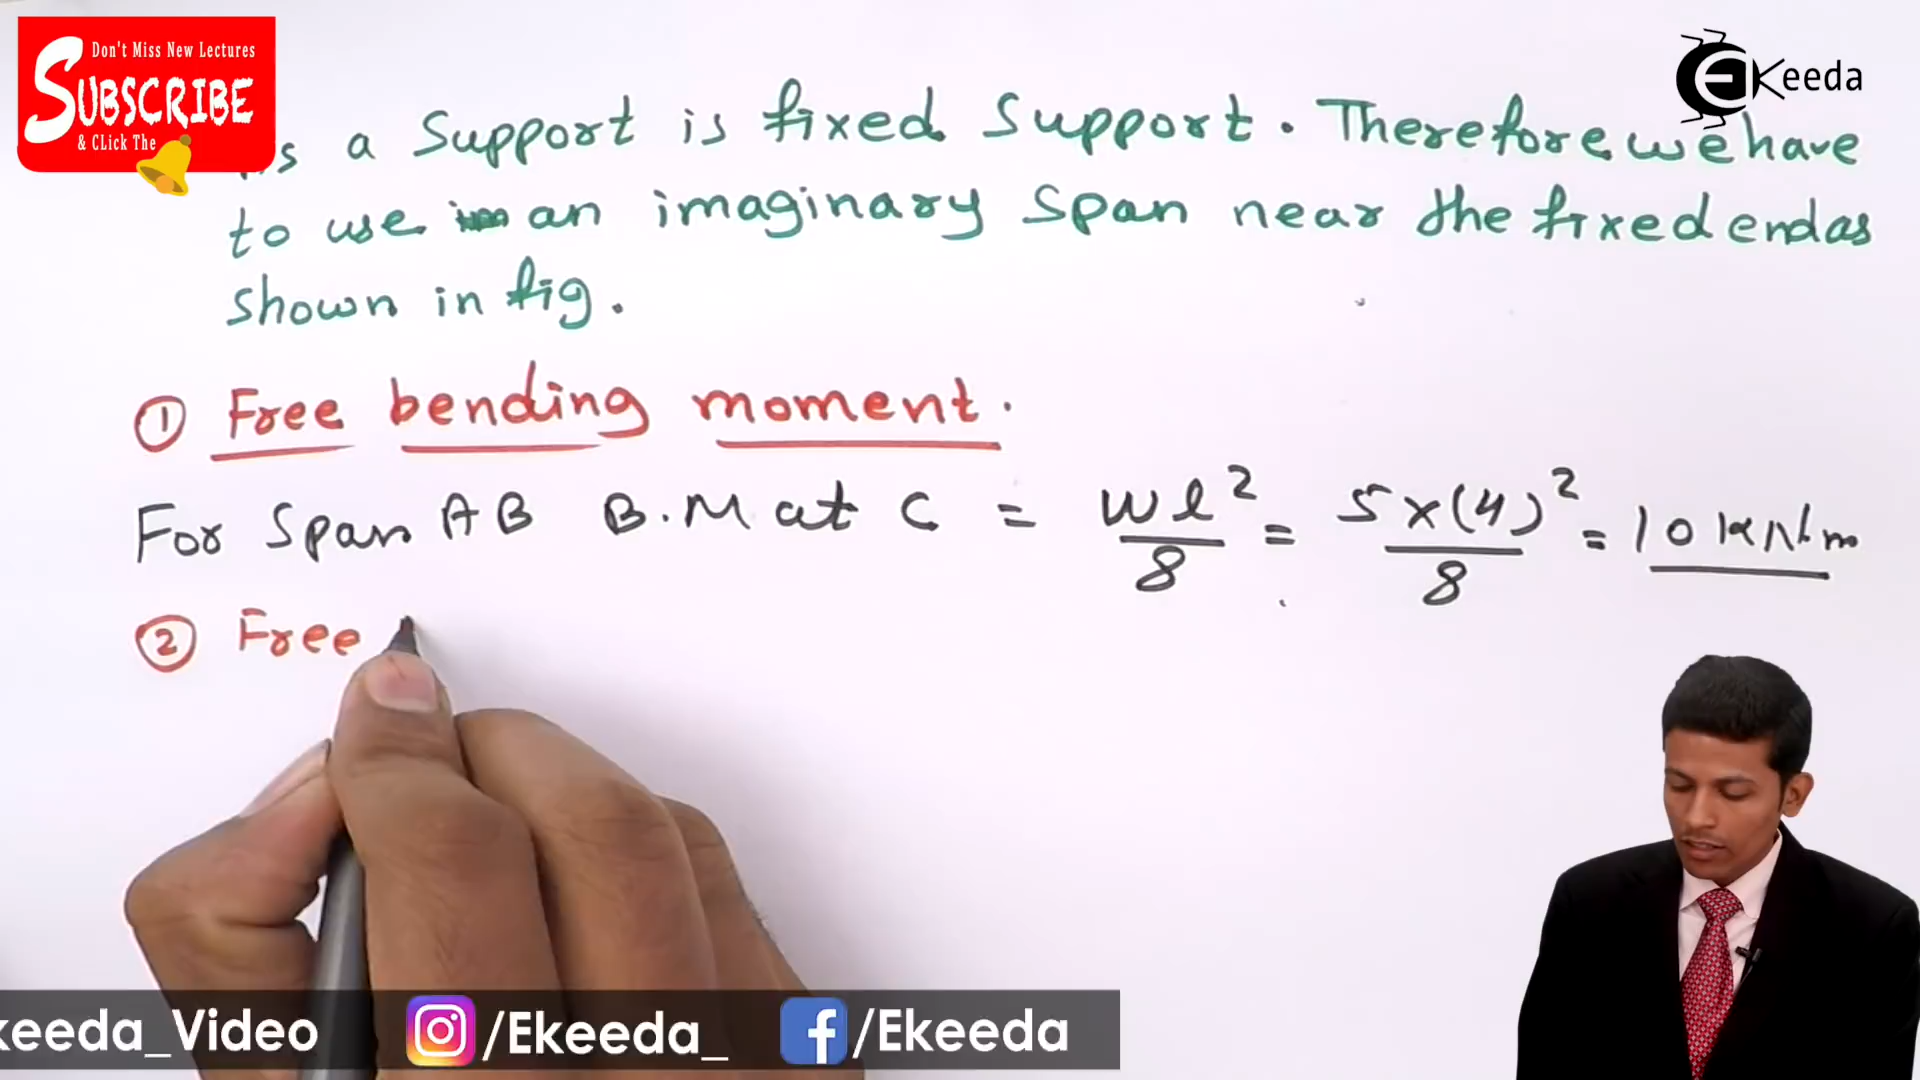 Don't Miss New Lectures
SUBSCRIBE
& CLick The
Ekeeda
s a Support is fixed Support. Therefore we have
to use an imaginary span near the fixed end as
shown in fig.
① Free bending moment.
For Span AB B.M at C = wl²/8 = 5x(4)²/8 = 10 kN/m
② Free
keeda_Video
/Ekeeda_
/Ekeeda